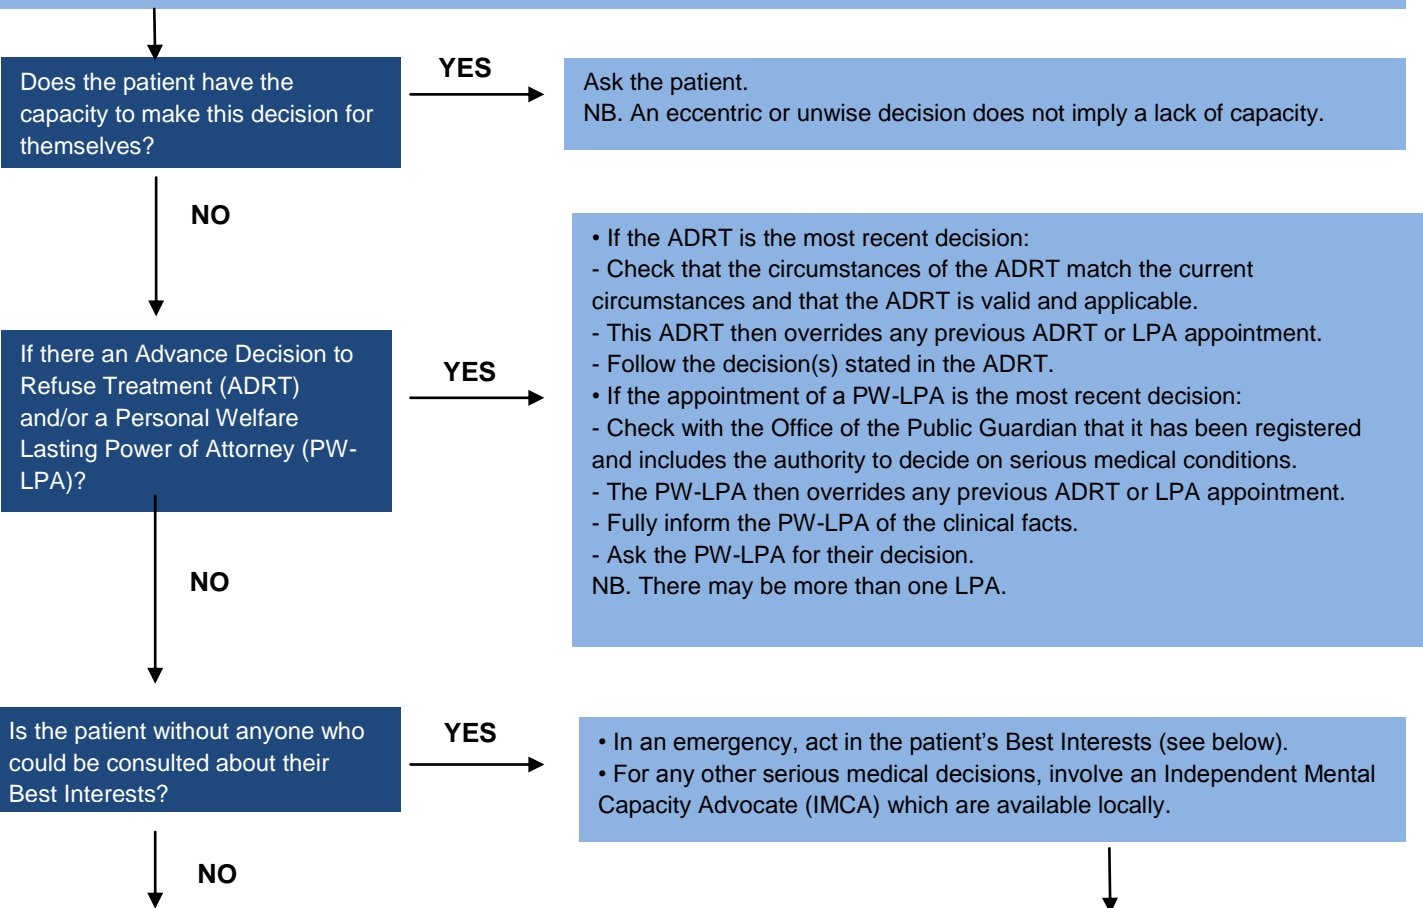 Does the patient have the
capacity to make this decision for
themselves?
YES
Ask the patient.
NB. An eccentric or unwise decision does not imply a lack of capacity.
NO
If there an Advance Decision to
Refuse Treatment (ADRT)
and/or a Personal Welfare
Lasting Power of Attorney (PW-
LPA)?
YES
• If the ADRT is the most recent decision:
- Check that the circumstances of the ADRT match the current
circumstances and that the ADRT is valid and applicable.
- This ADRT then overrides any previous ADRT or LPA appointment.
- Follow the decision(s) stated in the ADRT.
• If the appointment of a PW-LPA is the most recent decision:
- Check with the Office of the Public Guardian that it has been registered
and includes the authority to decide on serious medical conditions.
- The PW-LPA then overrides any previous ADRT or LPA appointment.
- Fully inform the PW-LPA of the clinical facts.
- Ask the PW-LPA for their decision.
NB. There may be more than one LPA.
NO
Is the patient without anyone who
could be consulted about their
Best Interests?
YES
• In an emergency, act in the patient’s Best Interests (see below).
• For any other serious medical decisions, involve an Independent Mental
Capacity Advocate (IMCA) which are available locally.
NO